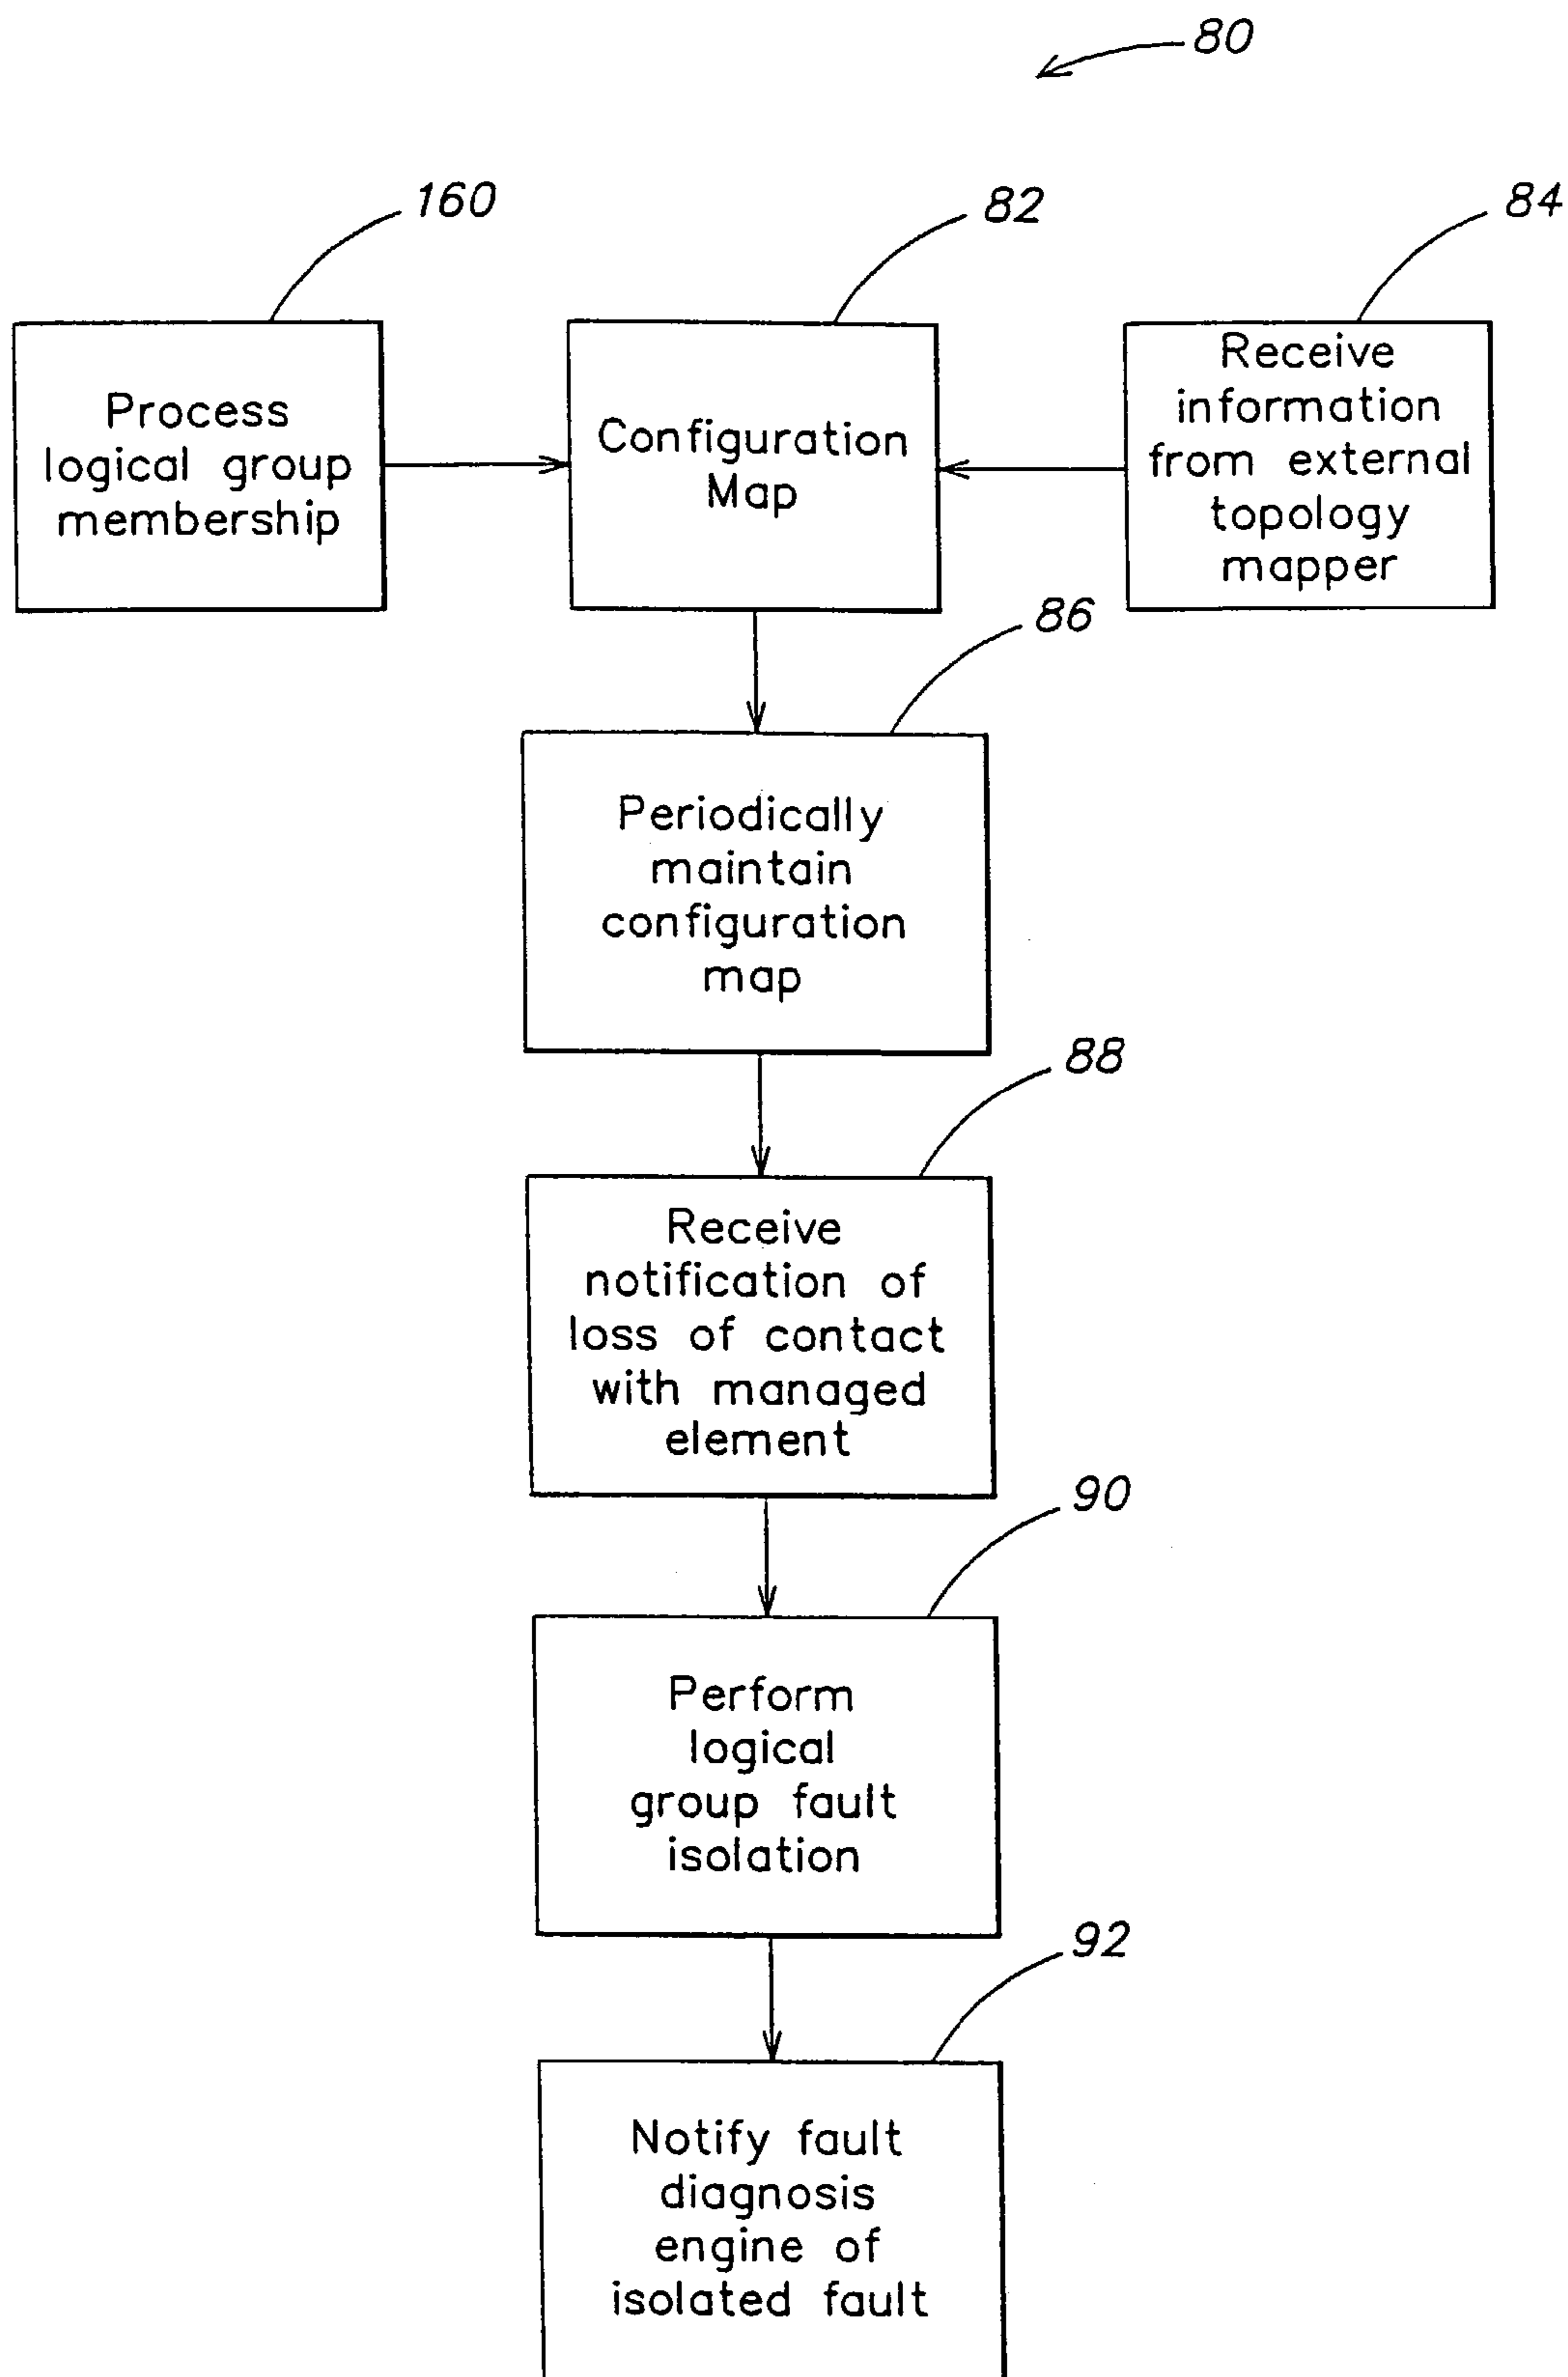 80
160
82
84
Process
logical group
membership
Configuration
Map
Receive
information
from external
topology
mapper
86
Periodically
maintain
configuration
map
88
Receive
notification of
loss of contact
with managed
element
90
Perform
logical
group fault
isolation
92
Notify fault
diagnosis
engine of
isolated fault